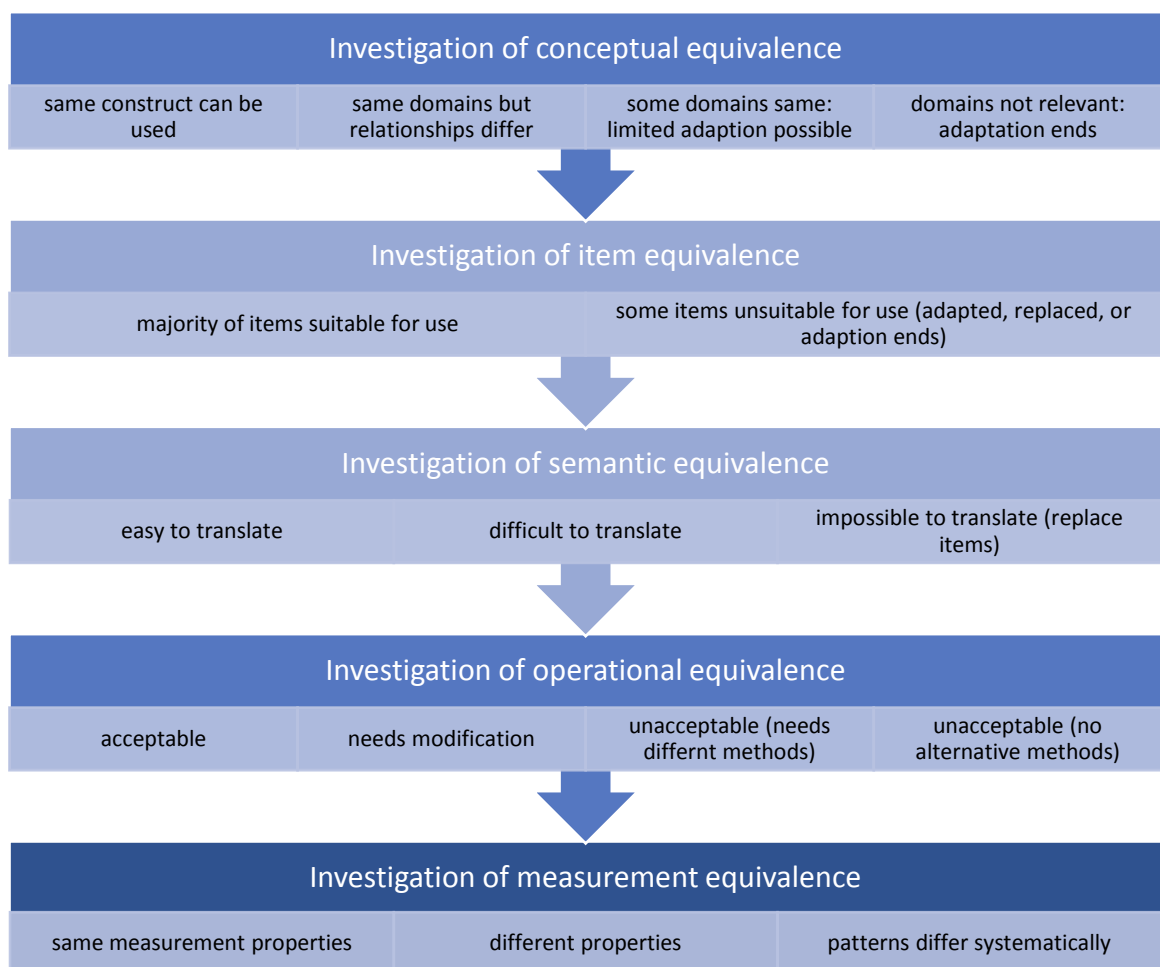 Investigation of conceptual equivalence
same construct can be
used
same domains but
relationships differ
some domains same:
limited adaption possible
domains not relevant:
adaptation ends
Investigation of item equivalence
majority of items suitable for use
some items unsuitable for use (adapted, replaced, or
adaption ends)
Investigation of semantic equivalence
easy to translate
difficult to translate
impossible to translate (replace
items)
Investigation of operational equivalence
acceptable
needs modification
unacceptable (needs
differnt methods)
unacceptable (no
alternative methods)
Investigation of measurement equivalence
same measurement properties
different properties
patterns differ systematically